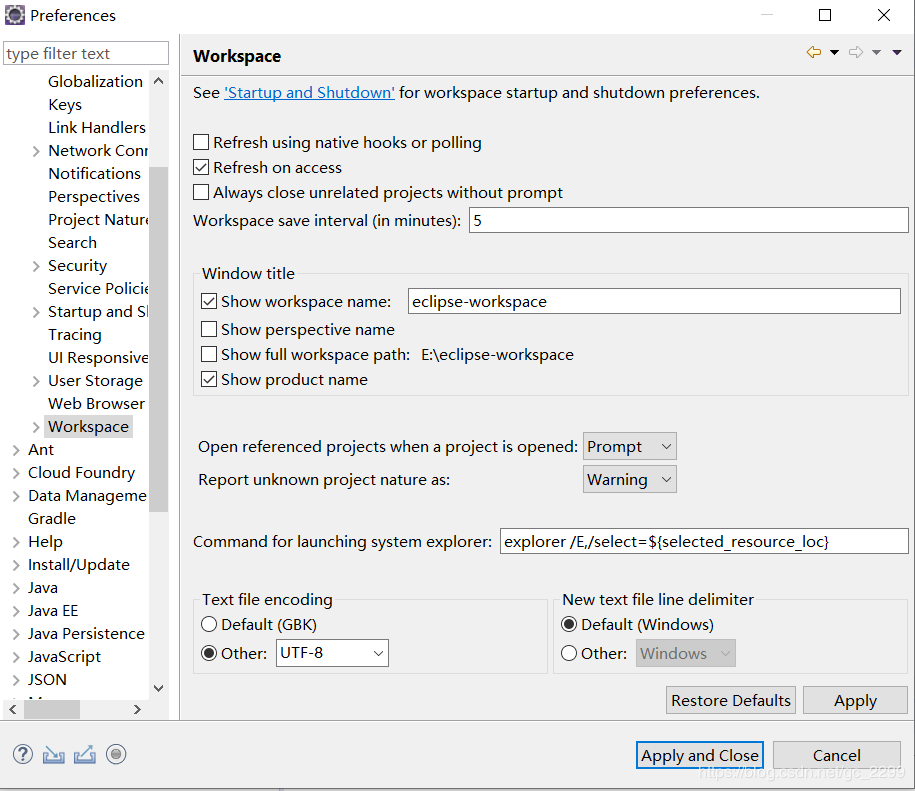 Preferences
type filter text
Globalization
Keys
Link Handlers
Network Conn
Notifications
Perspectives
Project Nature
Search
Security
Service Policie
Startup and Sl
Tracing
UI Responsive
User Storage
Web Browser
Workspace
Ant
Cloud Foundry
Data Manageme
Gradle
Help
Install/Update
Java
Java EE
Java Persistence
JavaScript
JSON
Workspace
See 'Startup and Shutdown' for workspace startup and shutdown preferences.
Refresh using native hooks or polling
Refresh on access
Always close unrelated projects without prompt
Workspace save interval (in minutes): 5
Window title
Show workspace name: eclipse-workspace
Show perspective name
Show full workspace path: E:\eclipse-workspace
Show product name
Open referenced projects when a project is opened: Prompt
Report unknown project nature as: Warning
Command for launching system explorer: explorer /E,/select=${selected_resource_loc}
Text file encoding
Default (GBK)
Other: UTF-8
New text file line delimiter
Default (Windows)
Other: Windows
Restore Defaults
Apply
?
Apply and Close
Cancel
https://blog.csdn.net/gc_2299